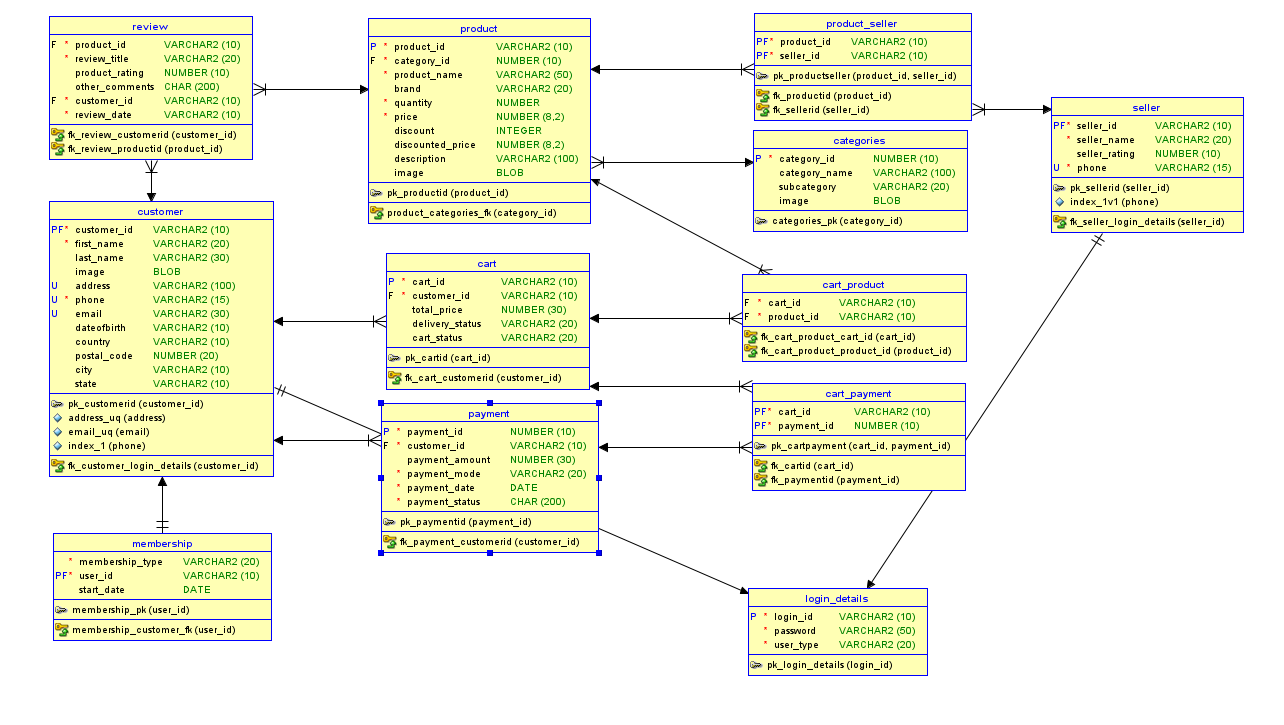 review
F * product_id VARCHAR2 (10)
* review_title VARCHAR2 (20)
product_rating NUMBER (10)
other_comments CHAR (200)
F * customer_id VARCHAR2 (10)
* review_date VARCHAR2 (10)
fk_review_customerid (customer_id)
fk_review_productid (product_id)
product
P * product_id VARCHAR2 (10)
F * category_id NUMBER (10)
* product_name VARCHAR2 (50)
brand VARCHAR2 (20)
* quantity NUMBER
* price NUMBER (8,2)
discount INTEGER
discounted_price NUMBER (8,2)
description VARCHAR2 (100)
image BLOB
pk_productid (product_id)
product_categories_fk (category_id)
product_seller
PF* product_id VARCHAR2 (10)
PF* seller_id VARCHAR2 (10)
pk_productseller (product_id, seller_id)
fk_productid (product_id)
fk_sellerid (seller_id)
seller
PF* seller_id VARCHAR2 (10)
* seller_name VARCHAR2 (20)
seller_rating NUMBER (10)
U * phone VARCHAR2 (15)
pk_sellerid (seller_id)
index_1v1 (phone)
fk_seller_login_details (seller_id)
categories
P * category_id NUMBER (10)
category_name VARCHAR2 (100)
subcategory VARCHAR2 (20)
image BLOB
categories_pk (category_id)
customer
PF* customer_id VARCHAR2 (10)
* first_name VARCHAR2 (20)
last_name VARCHAR2 (30)
image BLOB
U address VARCHAR2 (100)
U * phone VARCHAR2 (15)
U email VARCHAR2 (30)
dateofbirth VARCHAR2 (10)
country VARCHAR2 (10)
postal_code NUMBER (20)
city VARCHAR2 (10)
state VARCHAR2 (10)
pk_customerid (customer_id)
address_uq (address)
email_uq (email)
index_1 (phone)
fk_customer_login_details (customer_id)
cart
P * cart_id VARCHAR2 (10)
F * customer_id VARCHAR2 (10)
total_price NUMBER (30)
delivery_status VARCHAR2 (20)
cart_status VARCHAR2 (20)
pk_cartid (cart_id)
fk_cart_customerid (customer_id)
cart_product
F * cart_id VARCHAR2 (10)
F * product_id VARCHAR2 (10)
fk_cart_product_cart_id (cart_id)
fk_cart_product_product_id (product_id)
cart_payment
PF* cart_id VARCHAR2 (10)
PF* payment_id NUMBER (10)
pk_cartpayment (cart_id, payment_id)
fk_cartid (cart_id)
fk_paymentid (payment_id)
payment
P * payment_id NUMBER (10)
F * customer_id VARCHAR2 (10)
payment_amount NUMBER (30)
* payment_mode VARCHAR2 (20)
* payment_date DATE
* payment_status CHAR (200)
pk_paymentid (payment_id)
fk_payment_customerid (customer_id)
membership
* membership_type VARCHAR2 (20)
PF* user_id VARCHAR2 (10)
start_date DATE
membership_pk (user_id)
membership_customer_fk (user_id)
login_details
P * login_id VARCHAR2 (10)
* password VARCHAR2 (50)
* user_type VARCHAR2 (20)
pk_login_details (login_id)